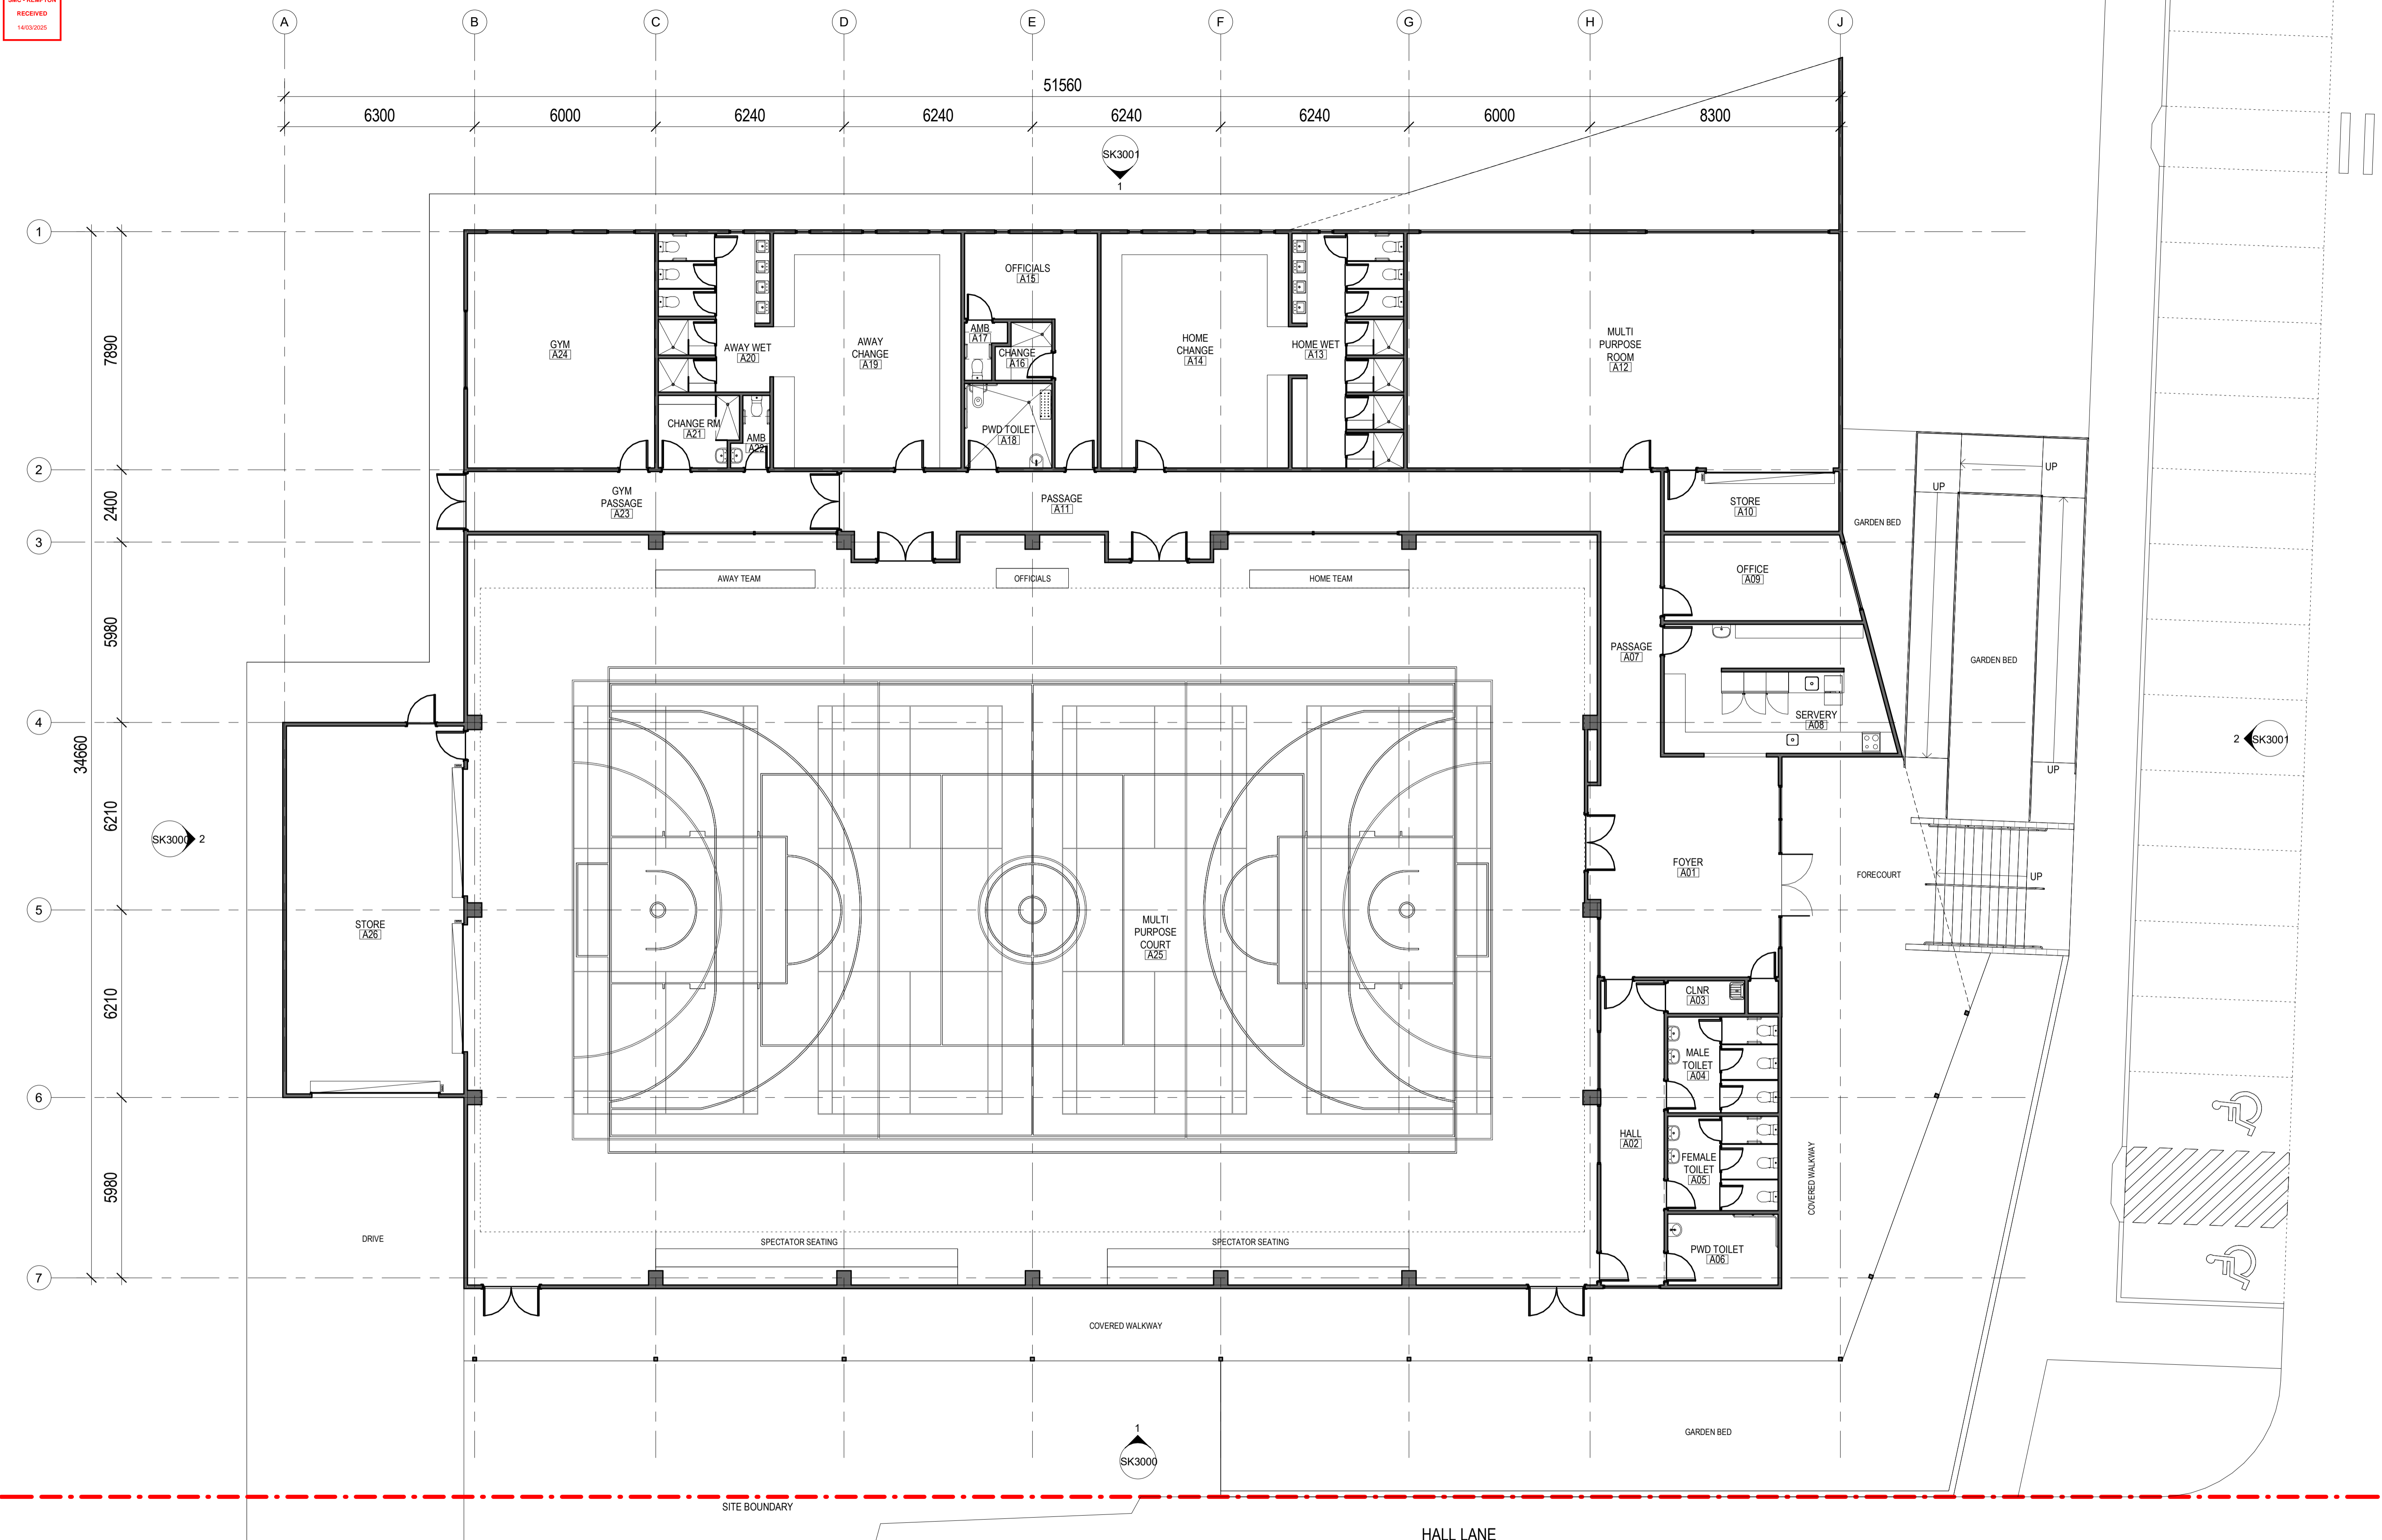 SMC - KEMPTON
RECEIVED
14/03/2025
A
B
C
D
E
F
G
H
J
51560
6300
6000
6240
6240
6240
6240
6000
8300
SK3001
1
1
2
3
4
5
6
7
34660
7890
2400
5980
6210
6210
5980
GYM
A24
AWAY WET
A20
AWAY
CHANGE
A19
OFFICIALS
A15
AMB
A17
CHANGE
A16
PWD TOILET
A18
CHANGE RM
A21
AMB
A22
HOME
CHANGE
A14
HOME WET
A13
MULTI
PURPOSE
ROOM
A12
GYM
PASSAGE
A23
PASSAGE
A11
STORE
A10
OFFICE
A09
AWAY TEAM
OFFICIALS
HOME TEAM
PASSAGE
A07
SERVERY
A08
GARDEN BED
UP
UP
GARDEN BED
UP
2
SK3001
SK3000
2
STORE
A26
MULTI
PURPOSE
COURT
A25
FOYER
A01
FORECOURT
UP
CLNR
A03
MALE
TOILET
A04
HALL
A02
FEMALE
TOILET
A05
PWD TOILET
A06
COVERED WALKWAY
DRIVE
SPECTATOR SEATING
SPECTATOR SEATING
COVERED WALKWAY
GARDEN BED
1
SK3000
SITE BOUNDARY
HALL LANE